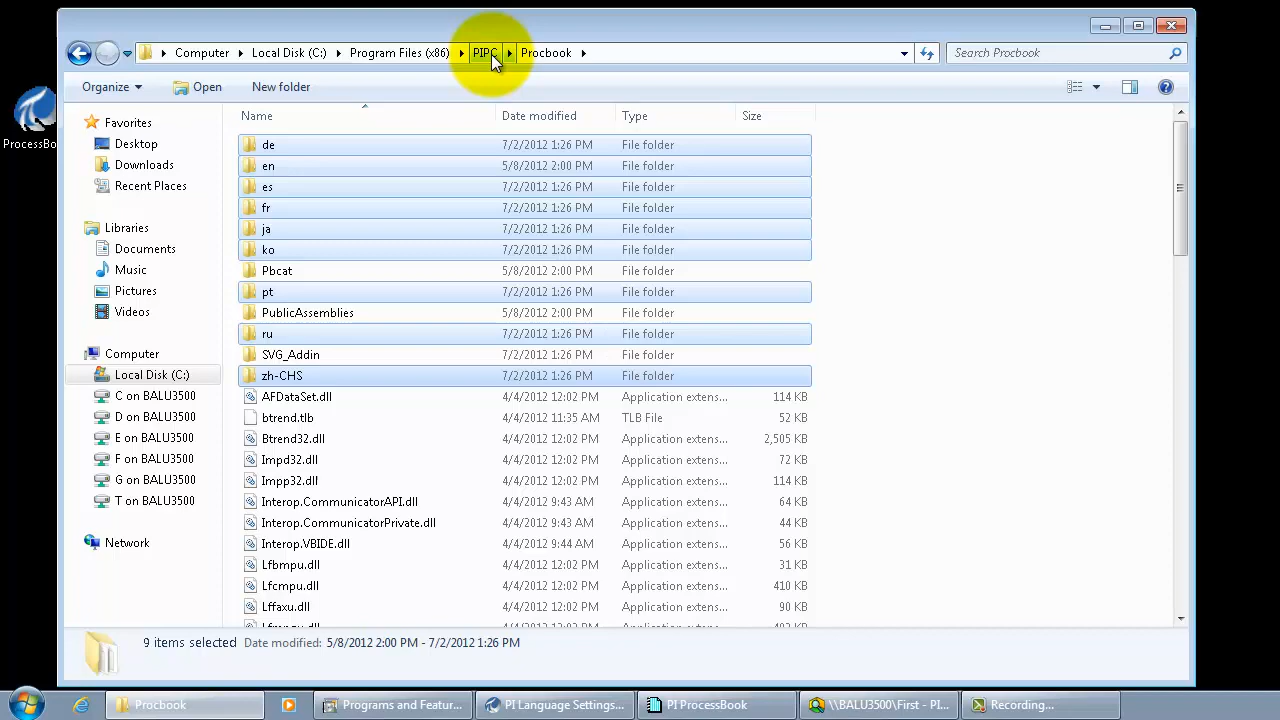 ProcessBo
Computer Local Disk (C:) Program Files (x86) PIPC Procbook
Search Procbook
Organize Open New folder
Name Date modified Type Size
Favorites
Desktop
Downloads
Recent Places
Libraries
Documents
Music
Pictures
Videos
Computer
Local Disk (C:)
C on BALU3500
D on BALU3500
E on BALU3500
F on BALU3500
G on BALU3500
T on BALU3500
Network
de 7/2/2012 1:26 PM File folder
en 5/8/2012 2:00 PM File folder
es 7/2/2012 1:26 PM File folder
fr 7/2/2012 1:26 PM File folder
ja 7/2/2012 1:26 PM File folder
ko 7/2/2012 1:26 PM File folder
Pbcat 5/8/2012 2:00 PM File folder
pt 7/2/2012 1:26 PM File folder
PublicAssemblies 5/8/2012 2:00 PM File folder
ru 7/2/2012 1:26 PM File folder
SVG_Addin 7/2/2012 1:26 PM File folder
zh-CHS 7/2/2012 1:26 PM File folder
AFDataSet.dll 4/4/2012 12:02 PM Application extens... 114 KB
btrend.tlb 4/4/2012 11:35 AM TLB File 52 KB
Btrend32.dll 4/4/2012 12:02 PM Application extens... 2,503 KB
Impd32.dll 4/4/2012 12:02 PM Application extens... 72 KB
Impp32.dll 4/4/2012 12:02 PM Application extens... 114 KB
Interop.CommunicatorAPI.dll 4/4/2012 9:43 AM Application extens... 64 KB
Interop.CommunicatorPrivate.dll 4/4/2012 9:43 AM Application extens... 44 KB
Interop.VBIDE.dll 4/4/2012 9:44 AM Application extens... 56 KB
Lfbmpu.dll 4/4/2012 12:02 PM Application extens... 31 KB
Lfcmpu.dll 4/4/2012 12:02 PM Application extens... 410 KB
Lffaxu.dll 4/4/2012 12:02 PM Application extens... 90 KB
9 items selected Date modified: 5/8/2012 2:00 PM - 7/2/2012 1:26 PM
Procbook Programs and Featur... PI Language Settings... PI ProcessBook \\BALU3500\First - PI... Recording...